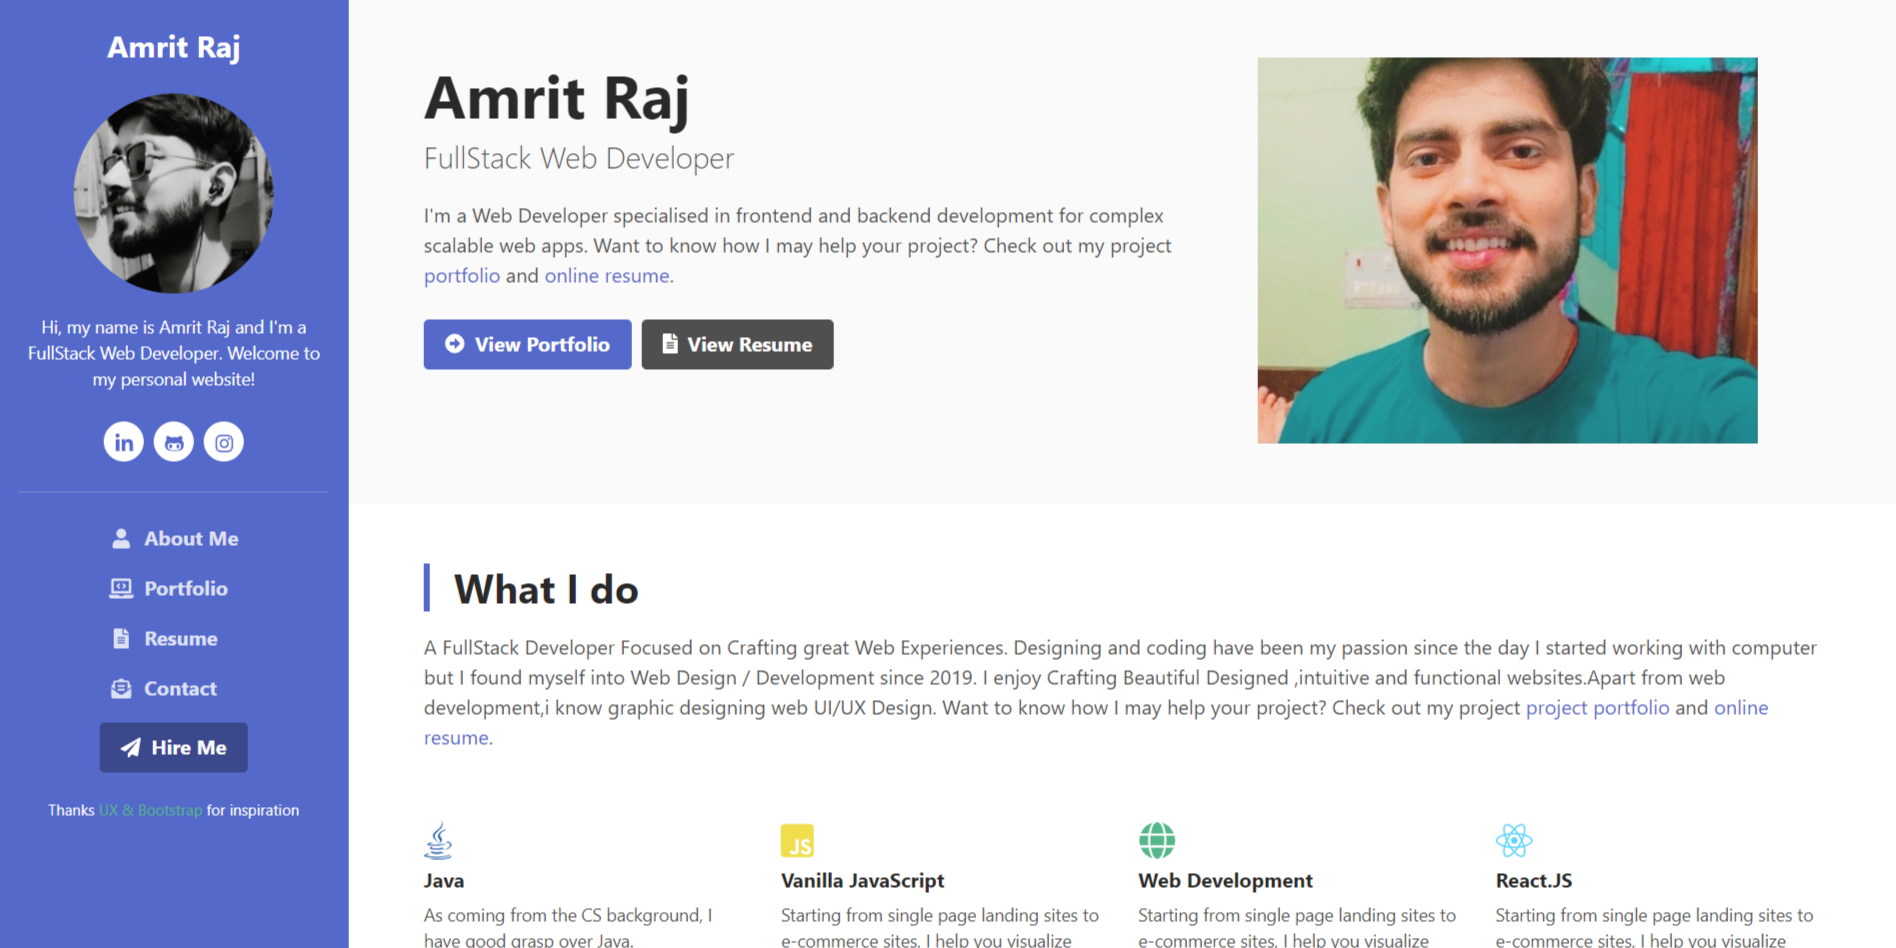 Amrit Raj
Hi, my name is Amrit Raj and I'm a
FullStack Web Developer. Welcome to
my personal website!
in
About Me
Portfolio
Resume
Contact
Hire Me
Thanks UX & Bootstrap for inspiration
Amrit Raj
FullStack Web Developer
I'm a Web Developer specialised in frontend and backend development for complex
scalable web apps. Want to know how I may help your project? Check out my project
portfolio and online resume.
View Portfolio
View Resume
What I do
A FullStack Developer Focused on Crafting great Web Experiences. Designing and coding have been my passion since the day I started working with computer
but I found myself into Web Design / Development since 2019. I enjoy Crafting Beautiful Designed ,intuitive and functional websites.Apart from web
development,i know graphic designing web UI/UX Design. Want to know how I may help your project? Check out my project project portfolio and online
resume.
Java
As coming from the CS background, I
have good grasp over Java.
JS
Vanilla JavaScript
Starting from single page landing sites to
e-commerce sites, I help you visualize
Web Development
Starting from single page landing sites to
e-commerce sites, I help you visualize
React.JS
Starting from single page landing sites to
e-commerce sites, I help you visualize